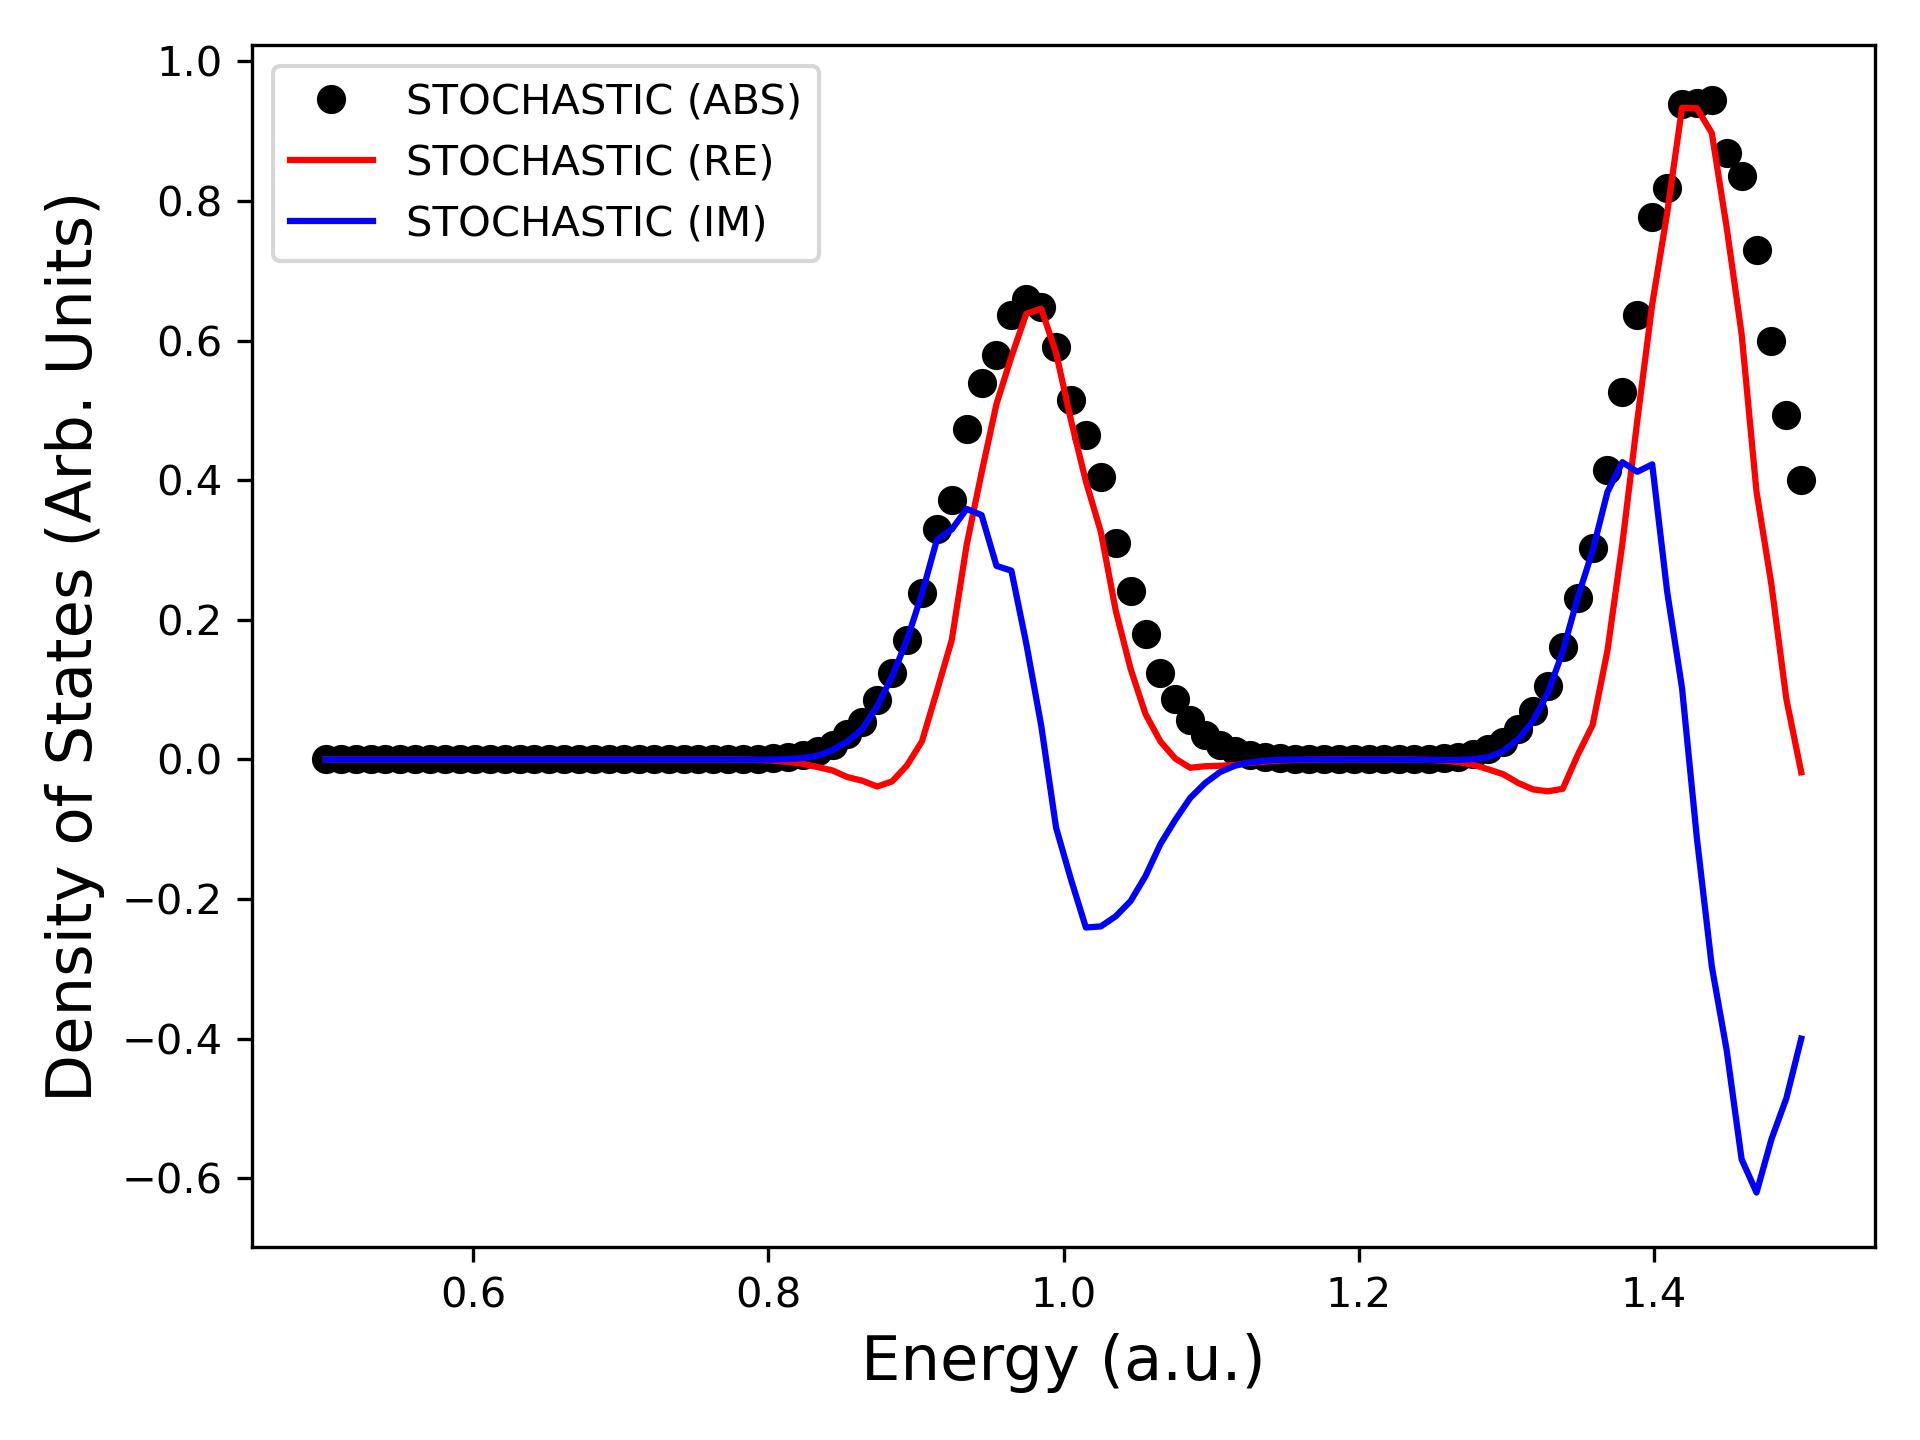 STOCHASTIC (ABS)
STOCHASTIC (RE)
STOCHASTIC (IM)
Density of States (Arb. Units)
1.0
0.8
0.6
0.4
0.2
0.0
−0.2
−0.4
−0.6
0.6 0.8 1.0 1.2 1.4
Energy (a.u.)